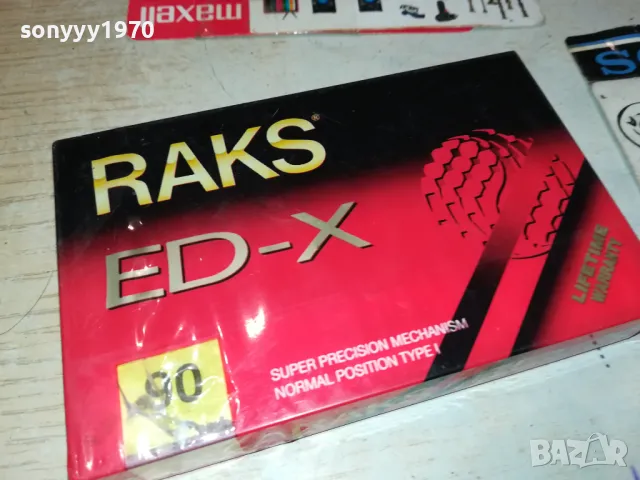 sonyyy1970
maxell
RAKS®
ED-X
LIFETIME
WARRANTY
SUPER PRECISION MECHANISM
NORMAL POSITION TYPE I
90
BAZAR